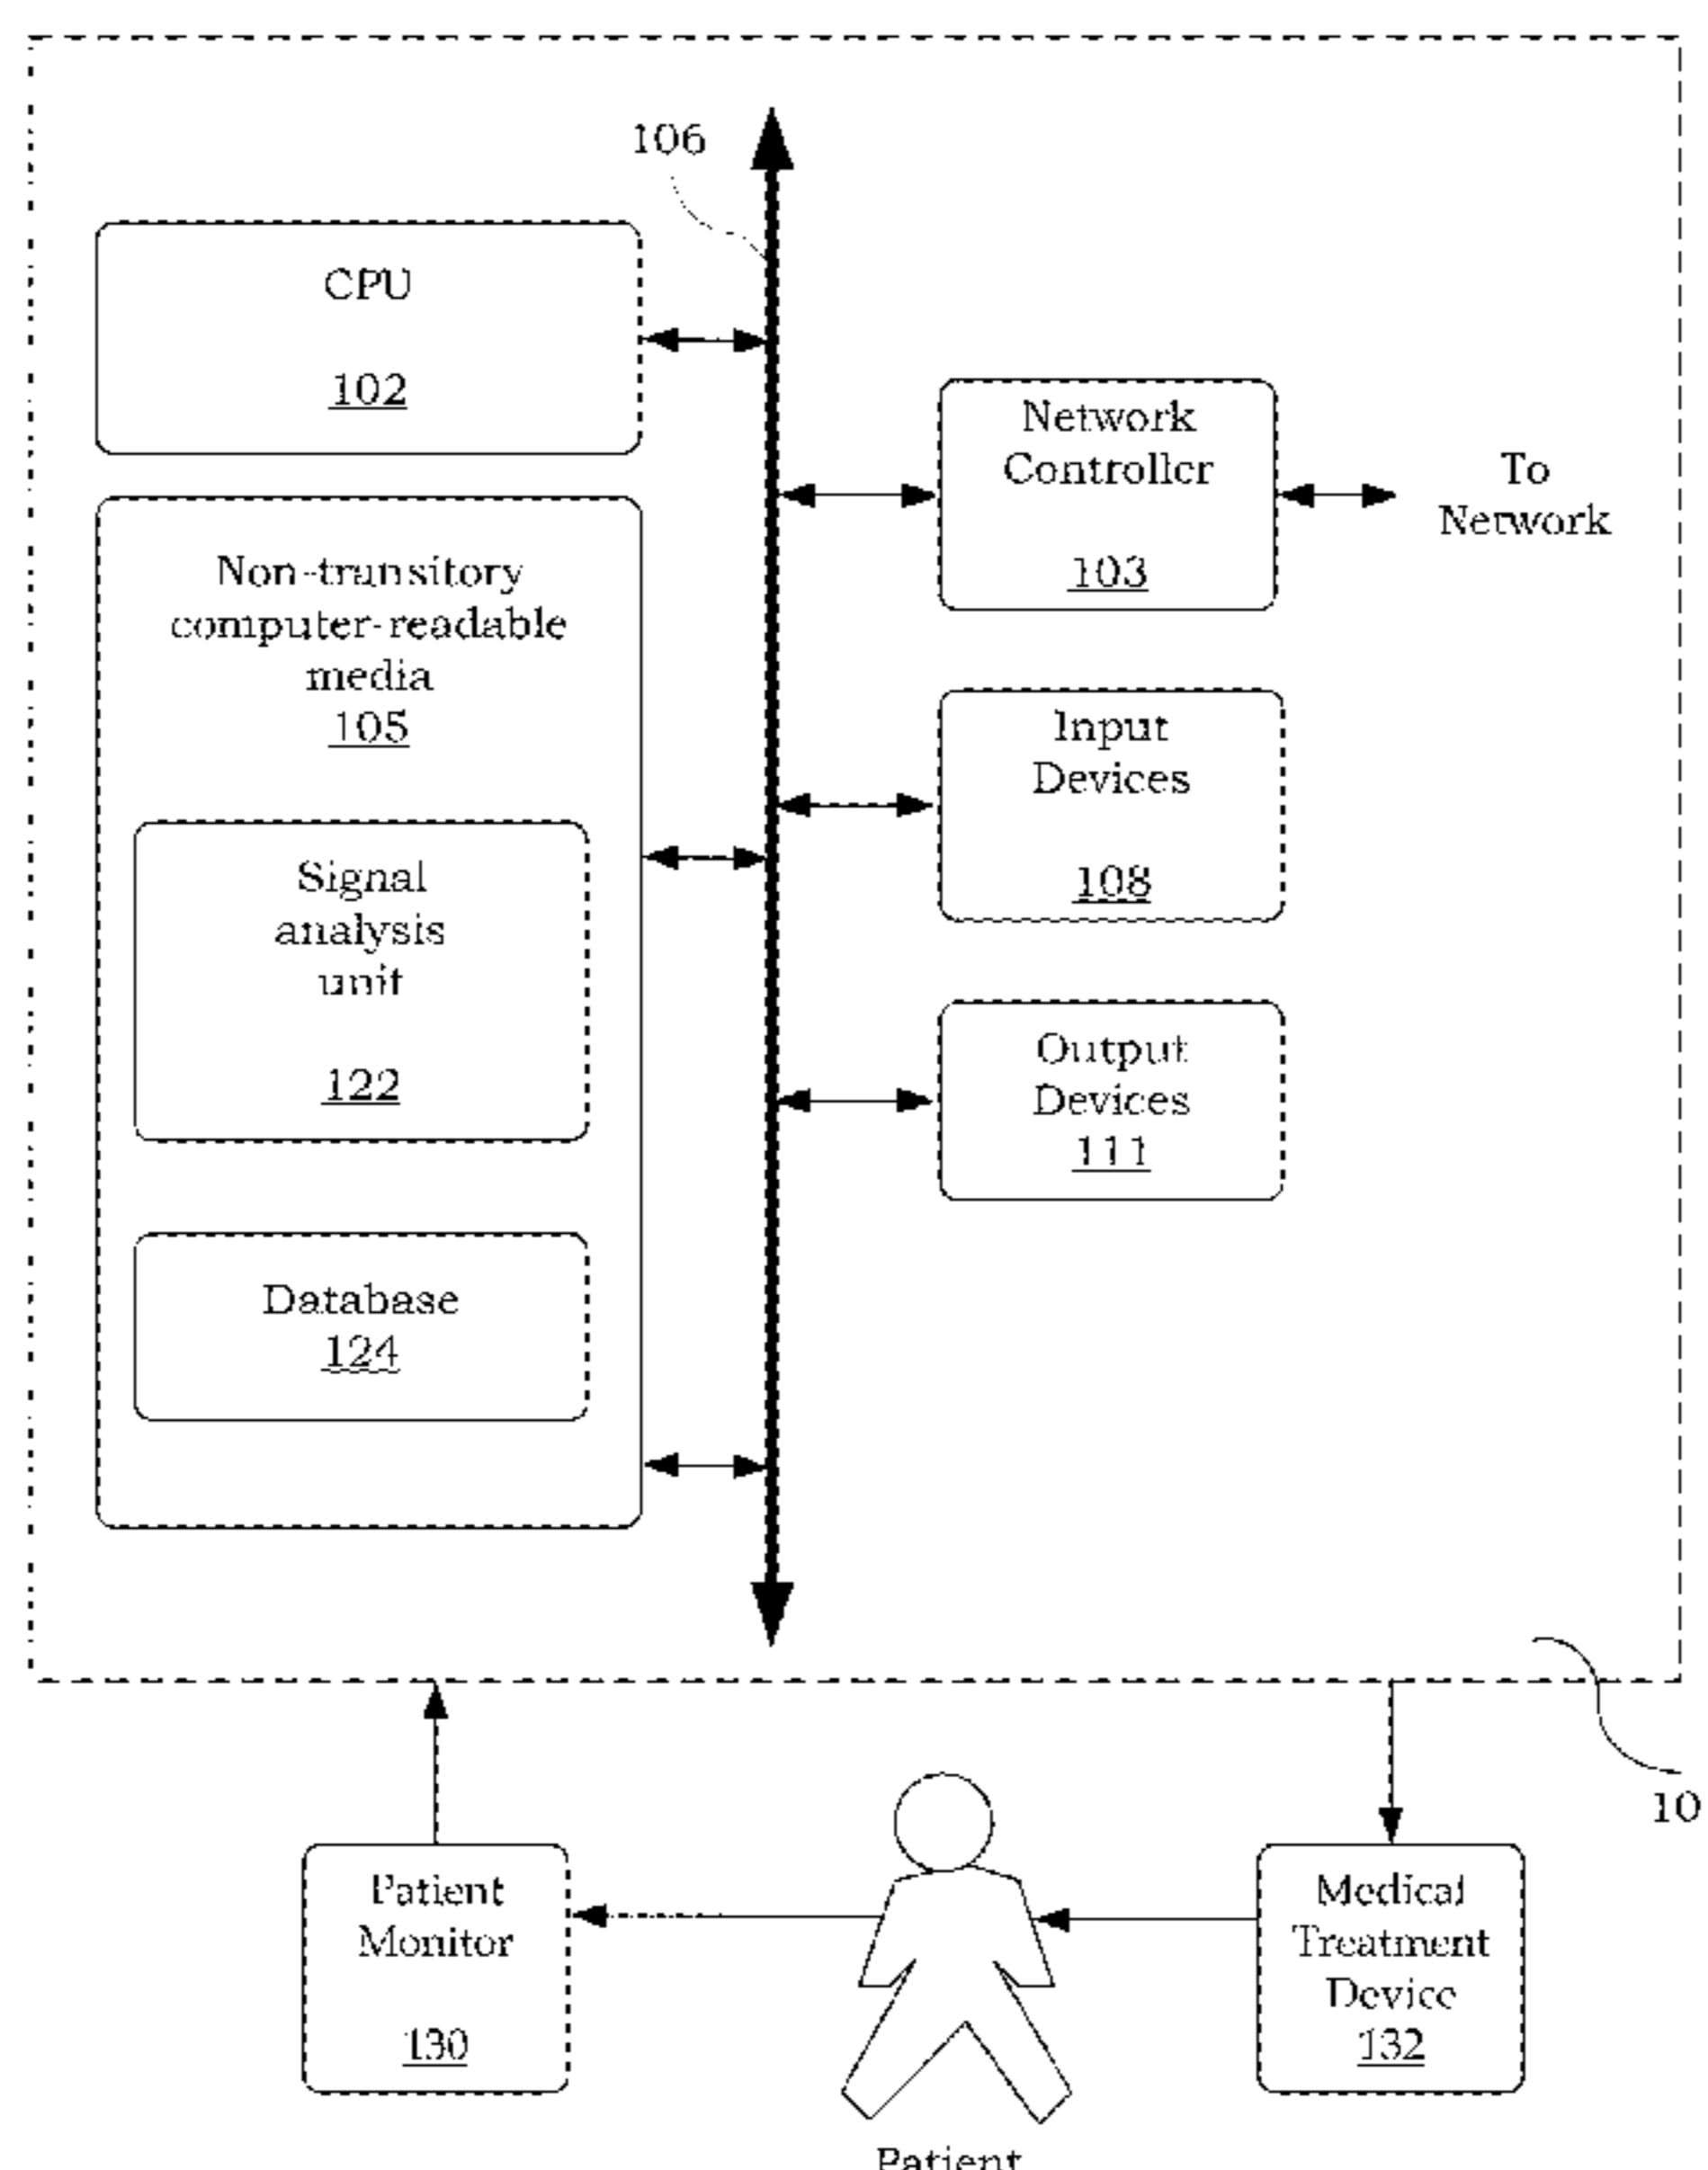 106
CPU
102
Network
Controller
103
To
Network
Non-transitory
computer-readable
media
105
Input
Devices
108
Signal
analysis
unit
122
Output
Devices
111
Database
124
10
Patient
Monitor
130
Medical
Treatment
Device
132
Patient